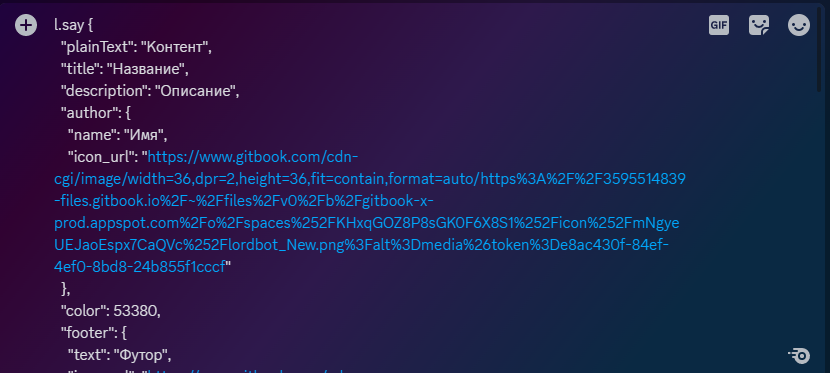 l.say {
"plainText": "Контент",
"title": "Название",
"description": "Описание",
"author": {
"name": "Имя",
"icon_url": "https://www.gitbook.com/cdn-
cgi/image/width=36,dpr=2,height=36,fit=contain,format=auto/https%3A%2F%2F3595514839
-files.gitbook.io%2F~%2Ffiles%2Fv0%2Fb%2Fgitbook-x-
prod.appspot.com%2Fo%2Fspaces%252FKHxqGOZ8P8sGK0F6X8S1%252Ficon%252FmNgye
UEJaoEspx7CaQVc%252Flordbot_New.png%3Falt%3Dmedia%26token%3De8ac430f-84ef-
4ef0-8bd8-24b855f1cccf"
},
"color": 53380,
"footer": {
"text": "Футор",
GIF